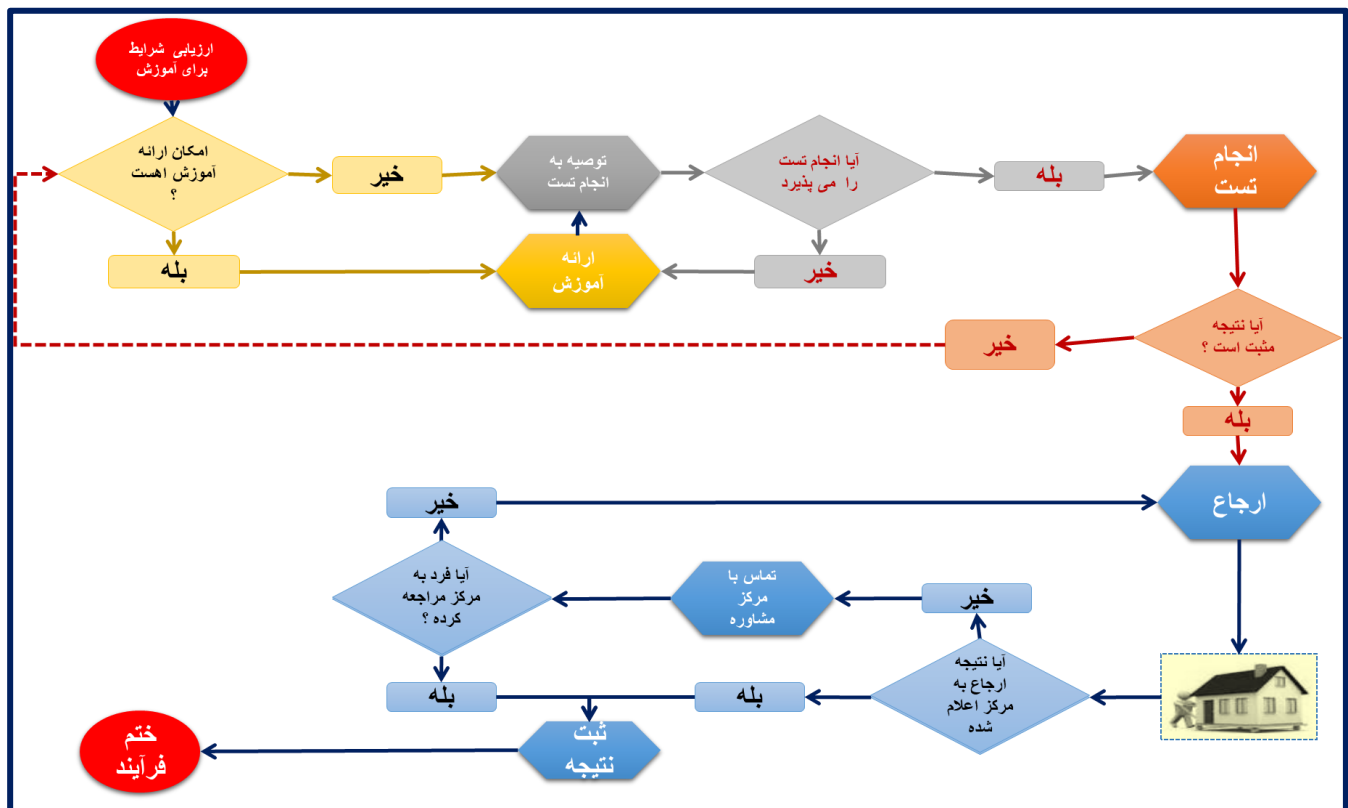 ارزیابی شرایط
برای آموزش
امکان ارائه
آموزش اهست
؟
خیر
بله
توصیه به
انجام تست
ارائه
آموزش
آیا انجام تست
را می پذیرد
خیر
بله
انجام
تست
آیا نتیجه
مثبت است ؟
خیر
بله
ارجاع
آیا نتیجه
ارجاع به
مرکز اعلام
شده
خیر
بله
تماس با
مرکز
مشاوره
آیا فرد به
مرکز مراجعه
کرده ؟
خیر
بله
ثبت
نتیجه
ختم
فرآیند